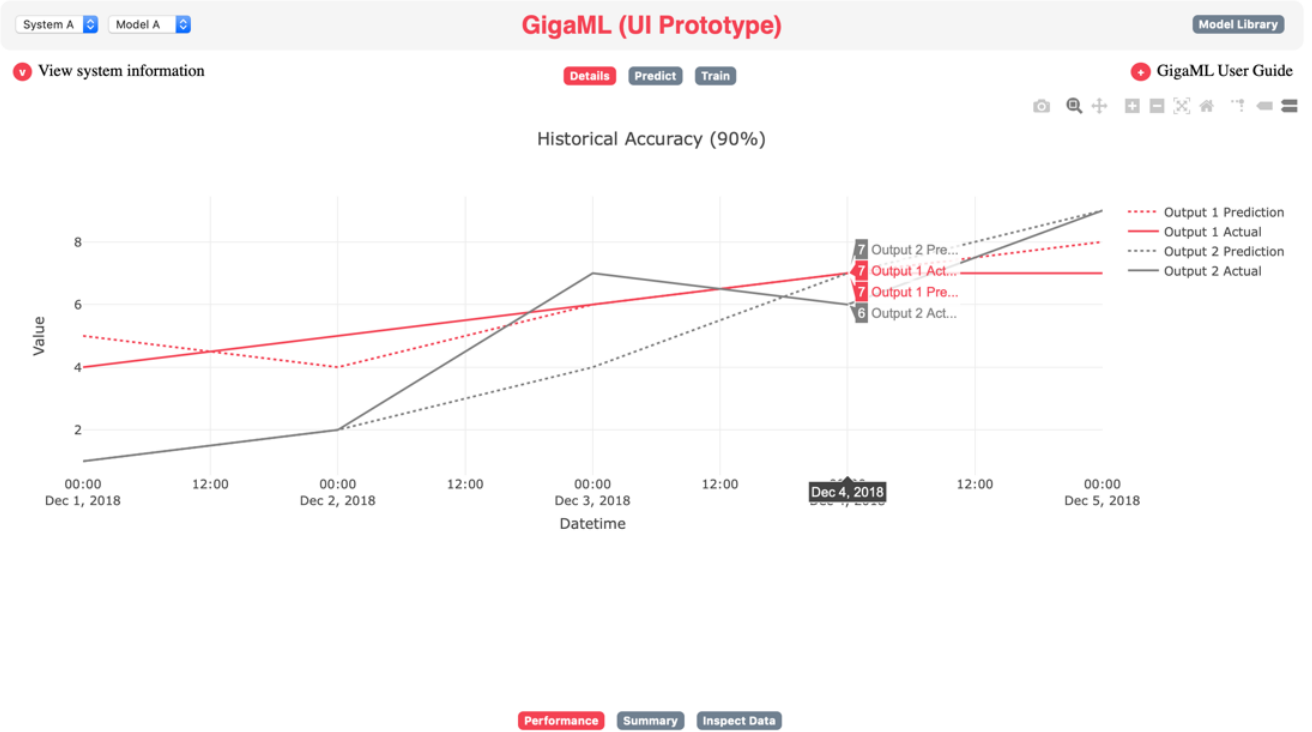 System A Model A GigaML (UI Prototype) Model Library
v View system information Details Predict Train + GigaML User Guide
Historical Accuracy (90%)
Output 1 Prediction
Output 1 Actual
Output 2 Prediction
Output 2 Actual
8
6
4
2
Value
7 Output 2 Pre...
7 Output 1 Act...
7 Output 1 Pre...
6 Output 2 Act...
00:00 12:00 00:00 12:00 00:00 12:00 12:00 00:00
Dec 1, 2018 Dec 2, 2018 Dec 3, 2018 Dec 4, 2018 Dec 5, 2018
Datetime
Performance Summary Inspect Data